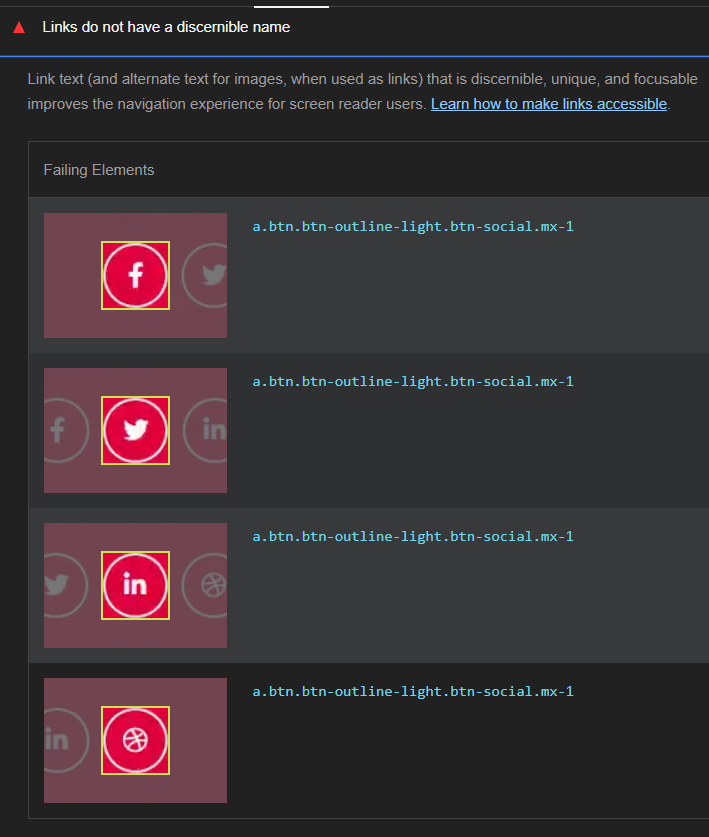 Links do not have a discernible name
Link text (and alternate text for images, when used as links) that is discernible, unique, and focusable
improves the navigation experience for screen reader users. Learn how to make links accessible.
Failing Elements
a.btn.btn-outline-light.btn-social.mx-1
f
a.btn.btn-outline-light.btn-social.mx-1
f
in
a.btn.btn-outline-light.btn-social.mx-1
in
a.btn.btn-outline-light.btn-social.mx-1
in